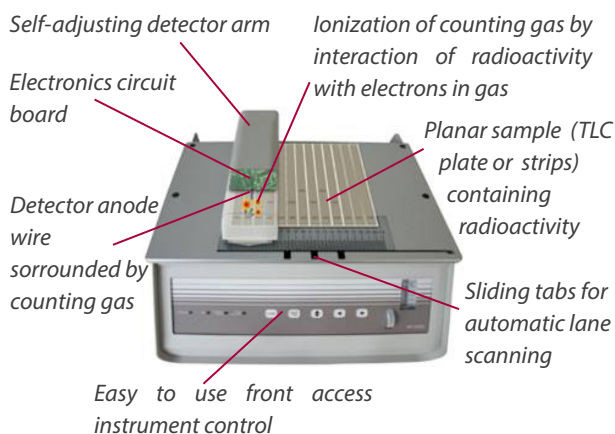 Self-adjusting detector arm
Ionization of counting gas by
interaction of radioactivity
with electrons in gas
Electronics circuit
board
Planar sample (TLC
plate or strips)
containing
radioactivity
Detector anode
wire
sorrounded by
counting gas
Sliding tabs for
automatic lane
scanning
Easy to use front access
instrument control